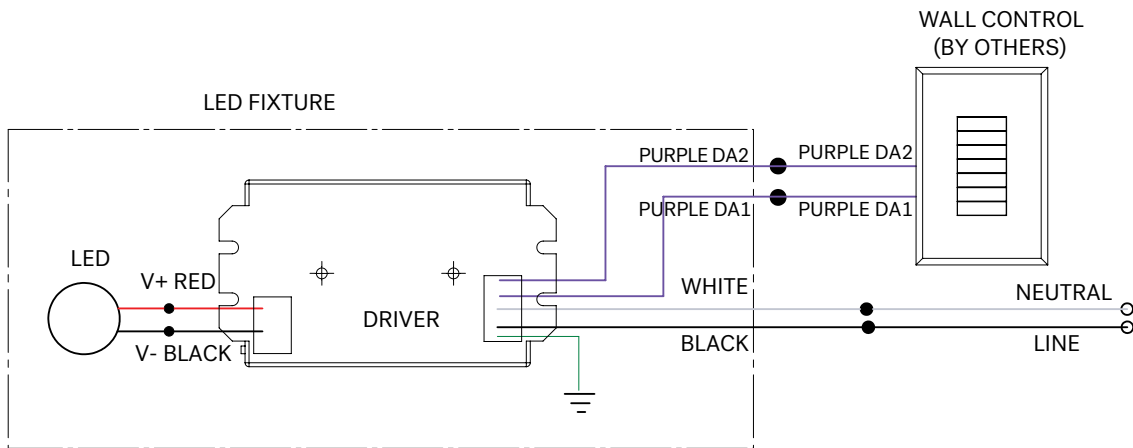 WALL CONTROL
(BY OTHERS)
LED FIXTURE
PURPLE DA2
PURPLE DA2
PURPLE DA1
PURPLE DA1
LED
V+ RED
WHITE
NEUTRAL
DRIVER
V- BLACK
BLACK
LINE